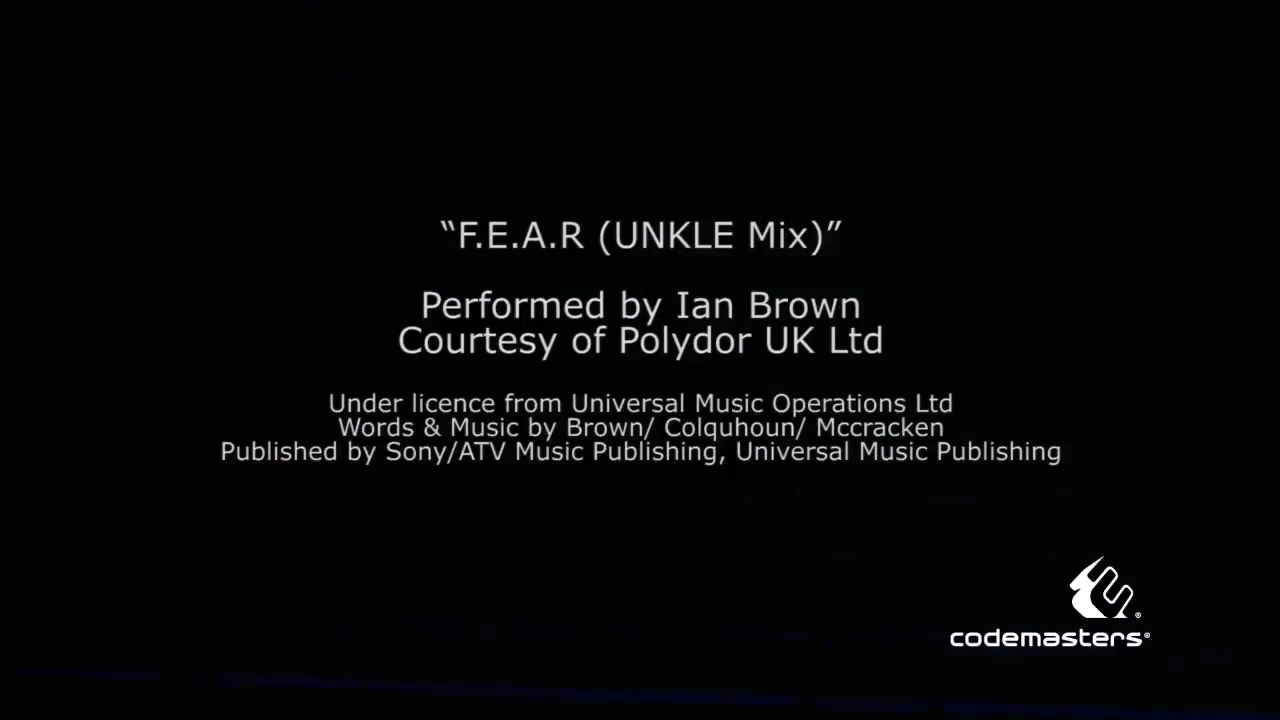 “F.E.A.R (UNKLE Mix)”
Performed by Ian Brown
Courtesy of Polydor UK Ltd
Under licence from Universal Music Operations Ltd
Words & Music by Brown/ Colquhoun/ Mccracken
Published by Sony/ATV Music Publishing, Universal Music Publishing
codemasters®